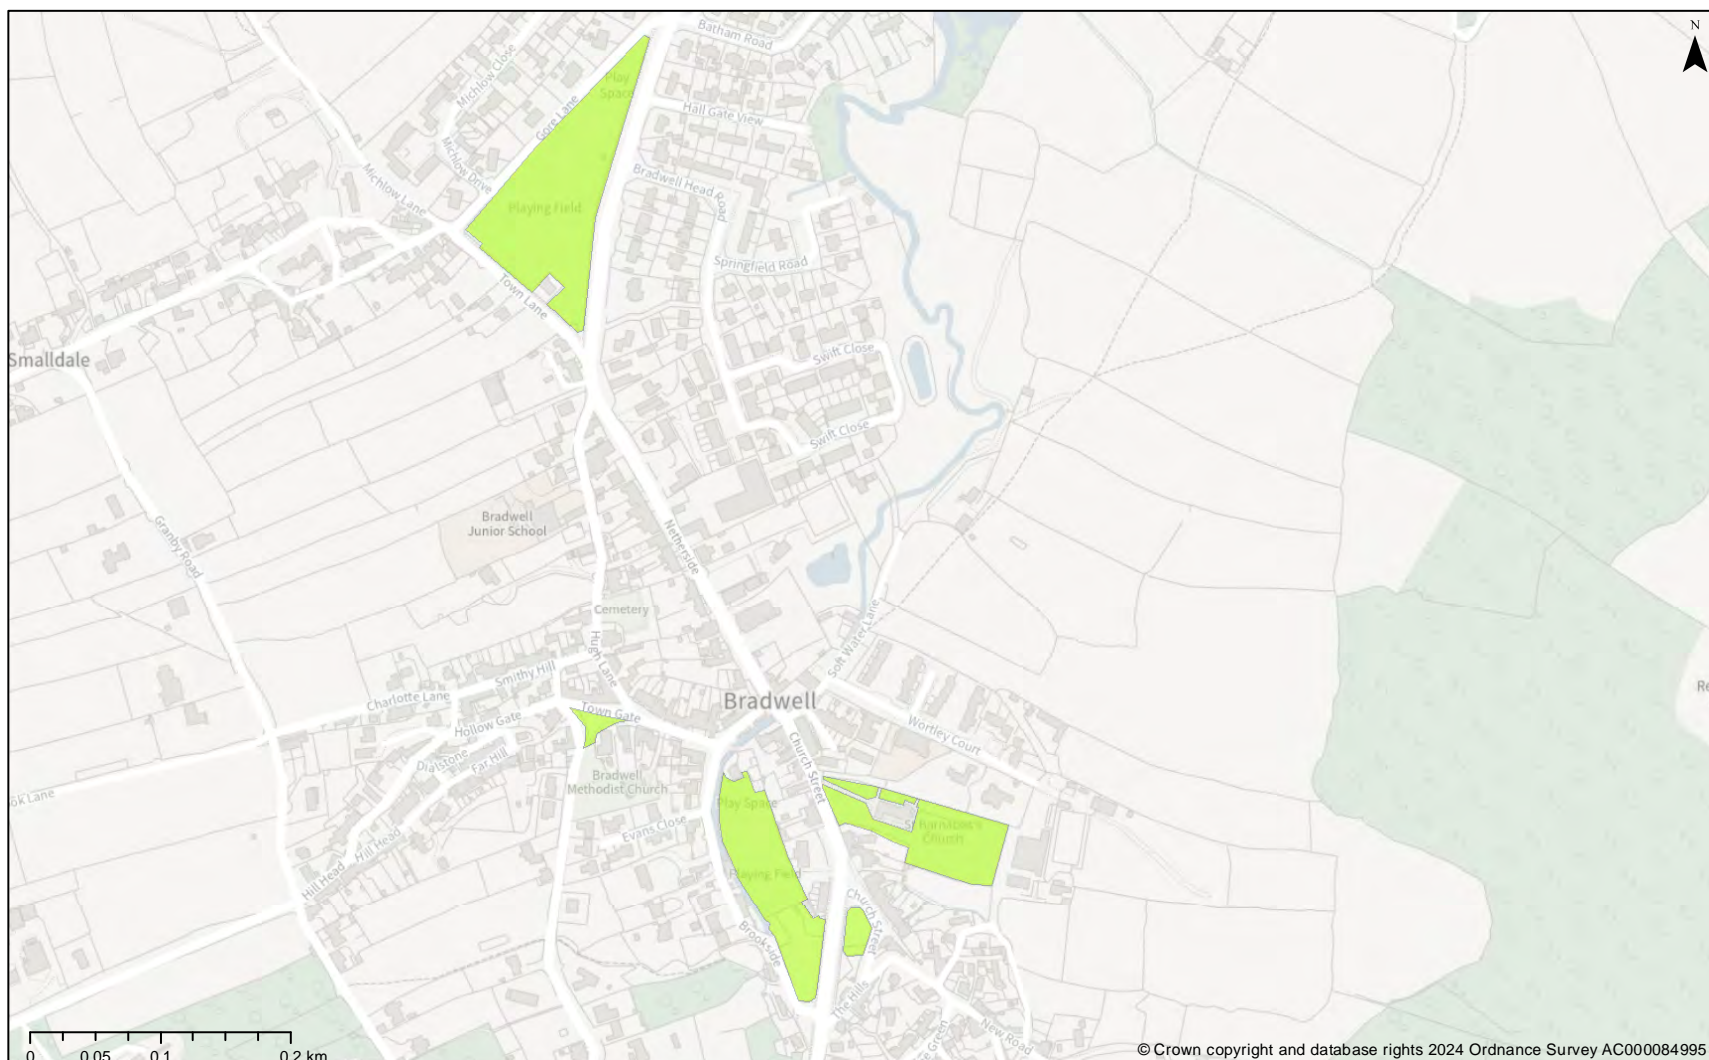 N
Batham Road
Michlow Close
Play
Space
Gore Lane
Hall Gate View
Michlow Drive
Michlow Lane
Bradwell Head Road
Playing Field
Springfield Road
Town Lane
Smalldale
Swift Close
Swift Close
Granby Road
Bradwell
Junior School
Netherside
Cemetery
Hugh Lane
Soft Water Lane
Smithy Hill
Charlotte Lane
Bradwell
Re
Town Gate
Hollow Gate
Wortley Court
Church Street
Dialstone
Far Hill
Bradwell
Methodist Church
ok Lane
Play Space
St Barnabas's
Church
Evans Close
Hill Head
Hill Head
Playing Field
Church Street
Brookside
The Hills
New Road
e Green
0 0.05 0.1 0.2 km
© Crown copyright and database rights 2024 Ordnance Survey AC000084995